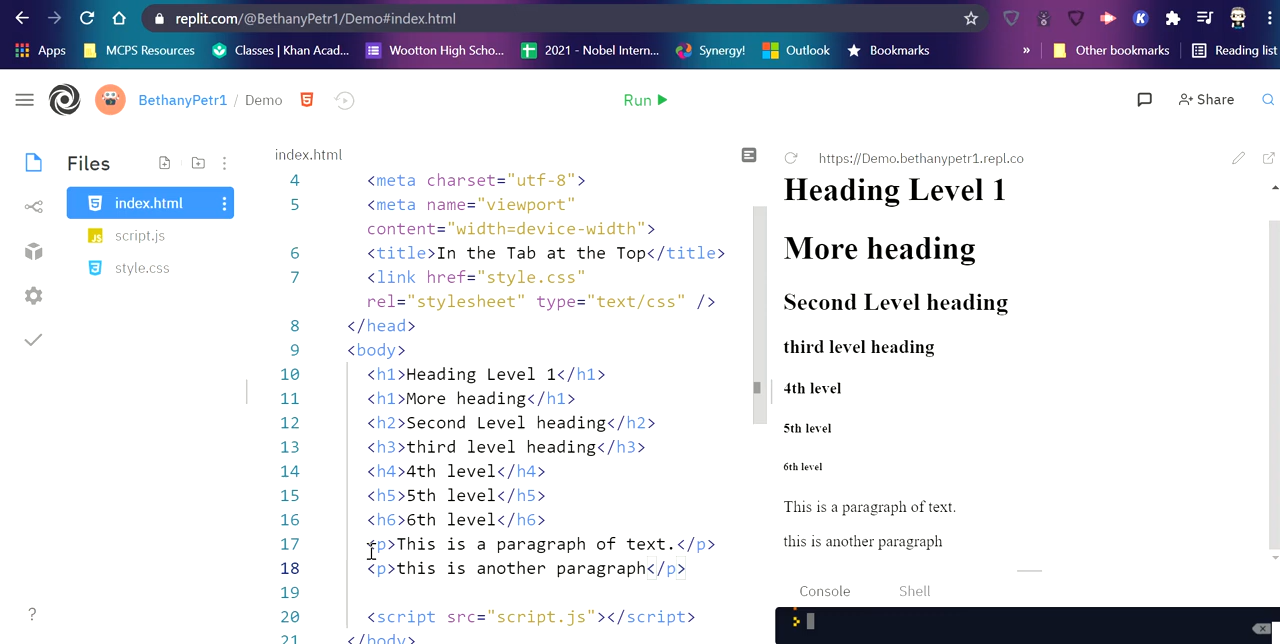 replit.com/@BethanyPetr1/Demo#index.html
Apps MCPS Resources Classes | Khan Acad... Wootton High Scho... 2021 - Nobel Intern... Synergy! Outlook Bookmarks » Other bookmarks Reading list
BethanyPetr1 / Demo Run Share
Files
index.html
script.js
style.css
?
index.html
4 <meta charset="utf-8">
5 <meta name="viewport"
content="width=device-width">
6 <title>In the Tab at the Top</title>
7 <link href="style.css"
rel="stylesheet" type="text/css" />
8 </head>
9 <body>
10 <h1>Heading Level 1</h1>
11 <h1>More heading</h1>
12 <h2>Second Level heading</h2>
13 <h3>third level heading</h3>
14 <h4>4th level</h4>
15 <h5>5th level</h5>
16 <h6>6th level</h6>
17 <p>This is a paragraph of text.</p>
18 <p>this is another paragraph</p>
19
20 <script src="script.js"></script>
21 </body>
https://Demo.bethanypetr1.repl.co
Heading Level 1
More heading
Second Level heading
third level heading
4th level
5th level
6th level
This is a paragraph of text.
this is another paragraph
Console Shell